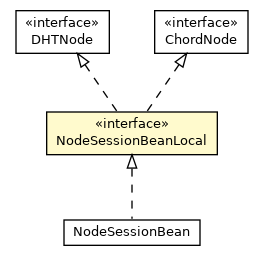 «interface»
DHTNode
«interface»
ChordNode
«interface»
NodeSessionBeanLocal
NodeSessionBean